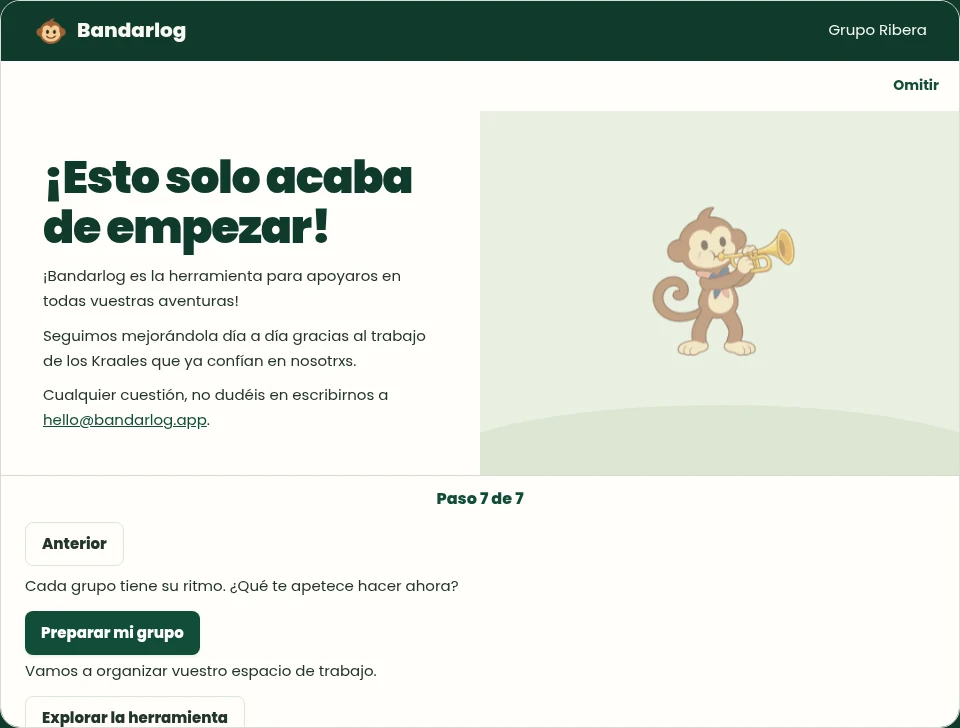 Bandarlog
Grupo Ribera
Omitir
¡Esto solo acaba
de empezar!
¡Bandarlog es la herramienta para apoyaros en
todas vuestras aventuras!
Seguimos mejorándola día a día gracias al trabajo
de los Kraales que ya confían en nosotrxs.
Cualquier cuestión, no dudéis en escribirnos a
hello@bandarlog.app.
Paso 7 de 7
Anterior
Cada grupo tiene su ritmo. ¿Qué te apetece hacer ahora?
Preparar mi grupo
Vamos a organizar vuestro espacio de trabajo.
Explorar la herramienta